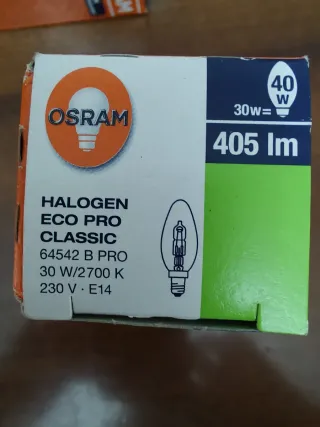 OSRAM
40
W
30w=
405 lm
HALOGEN
ECO PRO
CLASSIC
64542 B PRO
30 W/2700 K
230 V · E14